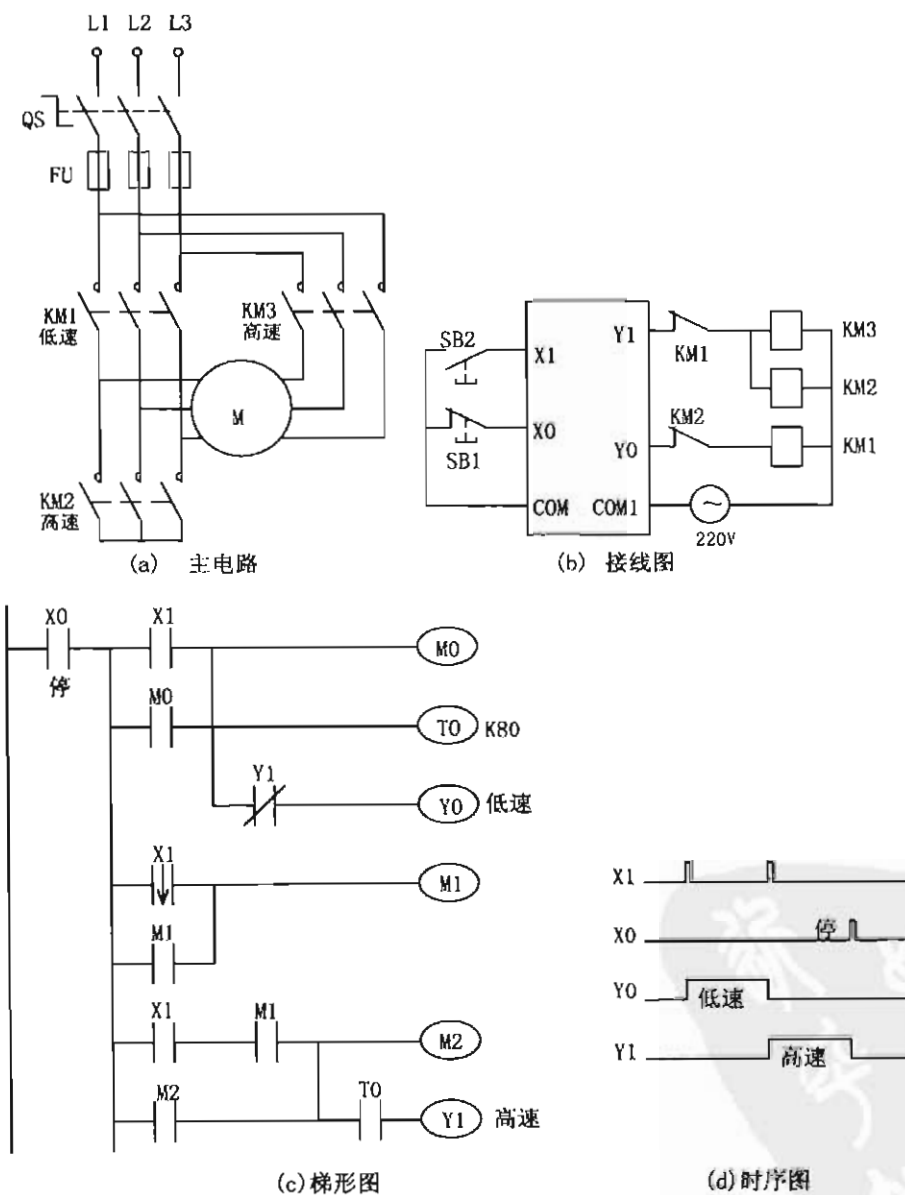 L1 L2 L3
QS
FU
KM1
低速
KM3
高速
M
KM2
高速
(a) 主电路
SB2
X1
SB1
X0
COM
Y1
KM1
KM3
KM2
KM2
Y0
KM1
COM1
220V
(b) 接线图
X0
停
X1
M0
M0
T0 K80
Y1
Y0 低速
X1
M1
M1
X1 M1
M2
M2
T0
Y1 高速
(c)梯形图
X1
X0 停
Y0 低速
Y1 高速
(d)时序图